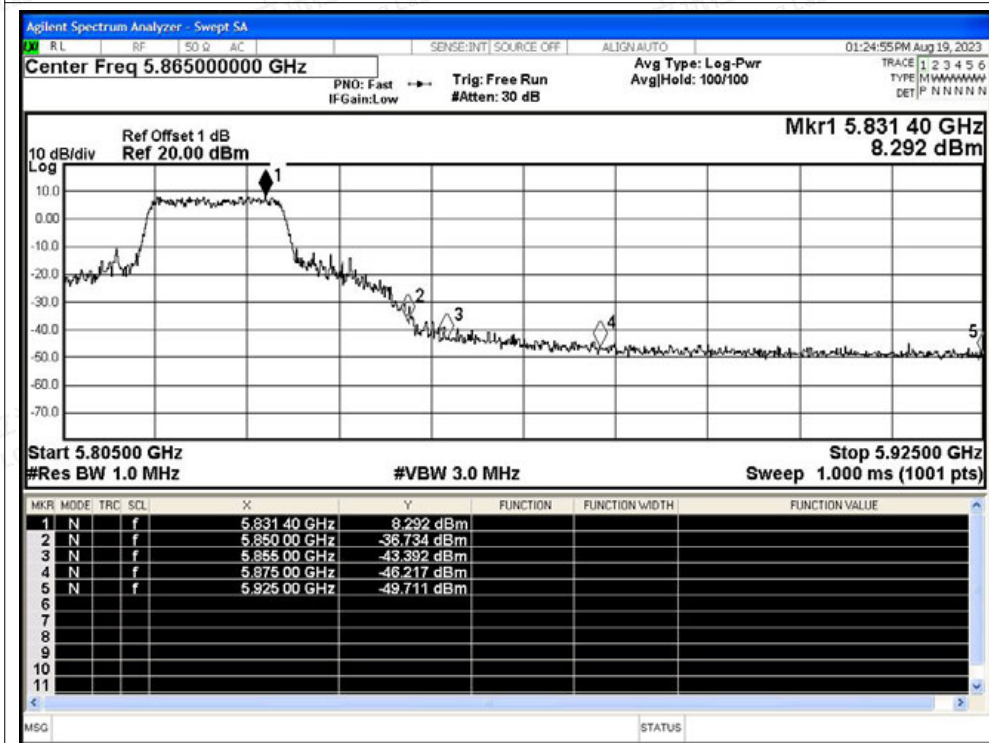 Agilent Spectrum Analyzer - Swept SA
LXI RL RF 50 Ω AC SENSE:INT SOURCE OFF ALIGN AUTO 01:24:55 PM Aug 19, 2023
Center Freq 5.865000000 GHz Avg Type: Log-Pwr TRACE 1 2 3 4 5 6
PNO: Fast Trig: Free Run Avg|Hold: 100/100 TYPE M WWWWW
IFGain:Low #Atten: 30 dB DET P N N N N N
Mkr1 5.831 40 GHz
Ref Offset 1 dB
10 dB/div Ref 20.00 dBm 8.292 dBm
Log
1
10.0
0.00
-10.0
-20.0
2
-30.0
3
4
5
-40.0
-50.0
-60.0
-70.0
Start 5.80500 GHz Stop 5.92500 GHz
#Res BW 1.0 MHz #VBW 3.0 MHz Sweep 1.000 ms (1001 pts)
MKR MODE TRC SCL X Y FUNCTION FUNCTION WIDTH FUNCTION VALUE
1 N f 5.831 40 GHz 8.292 dBm
2 N f 5.850 00 GHz -36.734 dBm
3 N f 5.855 00 GHz -43.392 dBm
4 N f 5.875 00 GHz -46.217 dBm
5 N f 5.925 00 GHz -49.711 dBm
6
7
8
9
10
11
MSG STATUS